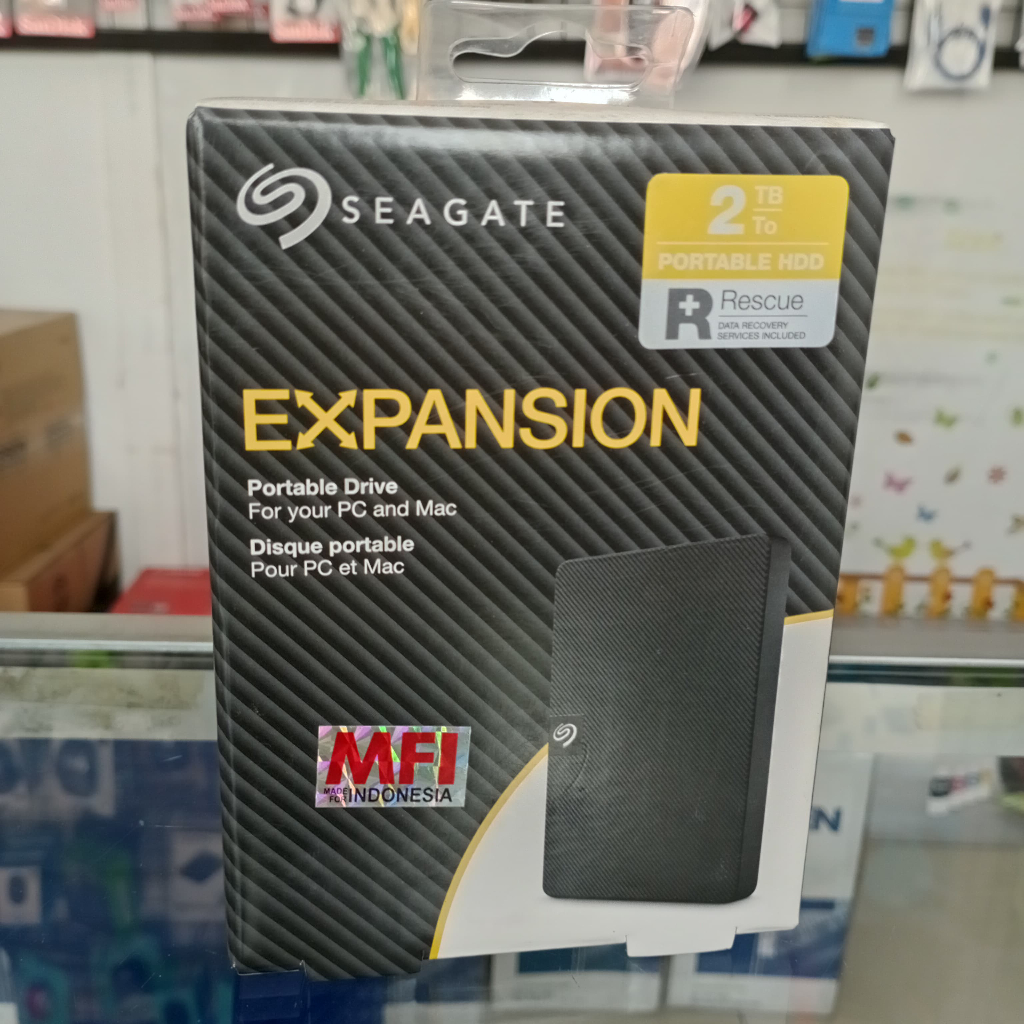 SEAGATE
2 TB
To
PORTABLE HDD
R Rescue
DATA RECOVERY
SERVICES INCLUDED
EXPANSION
Portable Drive
For your PC and Mac
Disque portable
Pour PC et Mac
MFI
MADE
FOR INDONESIA